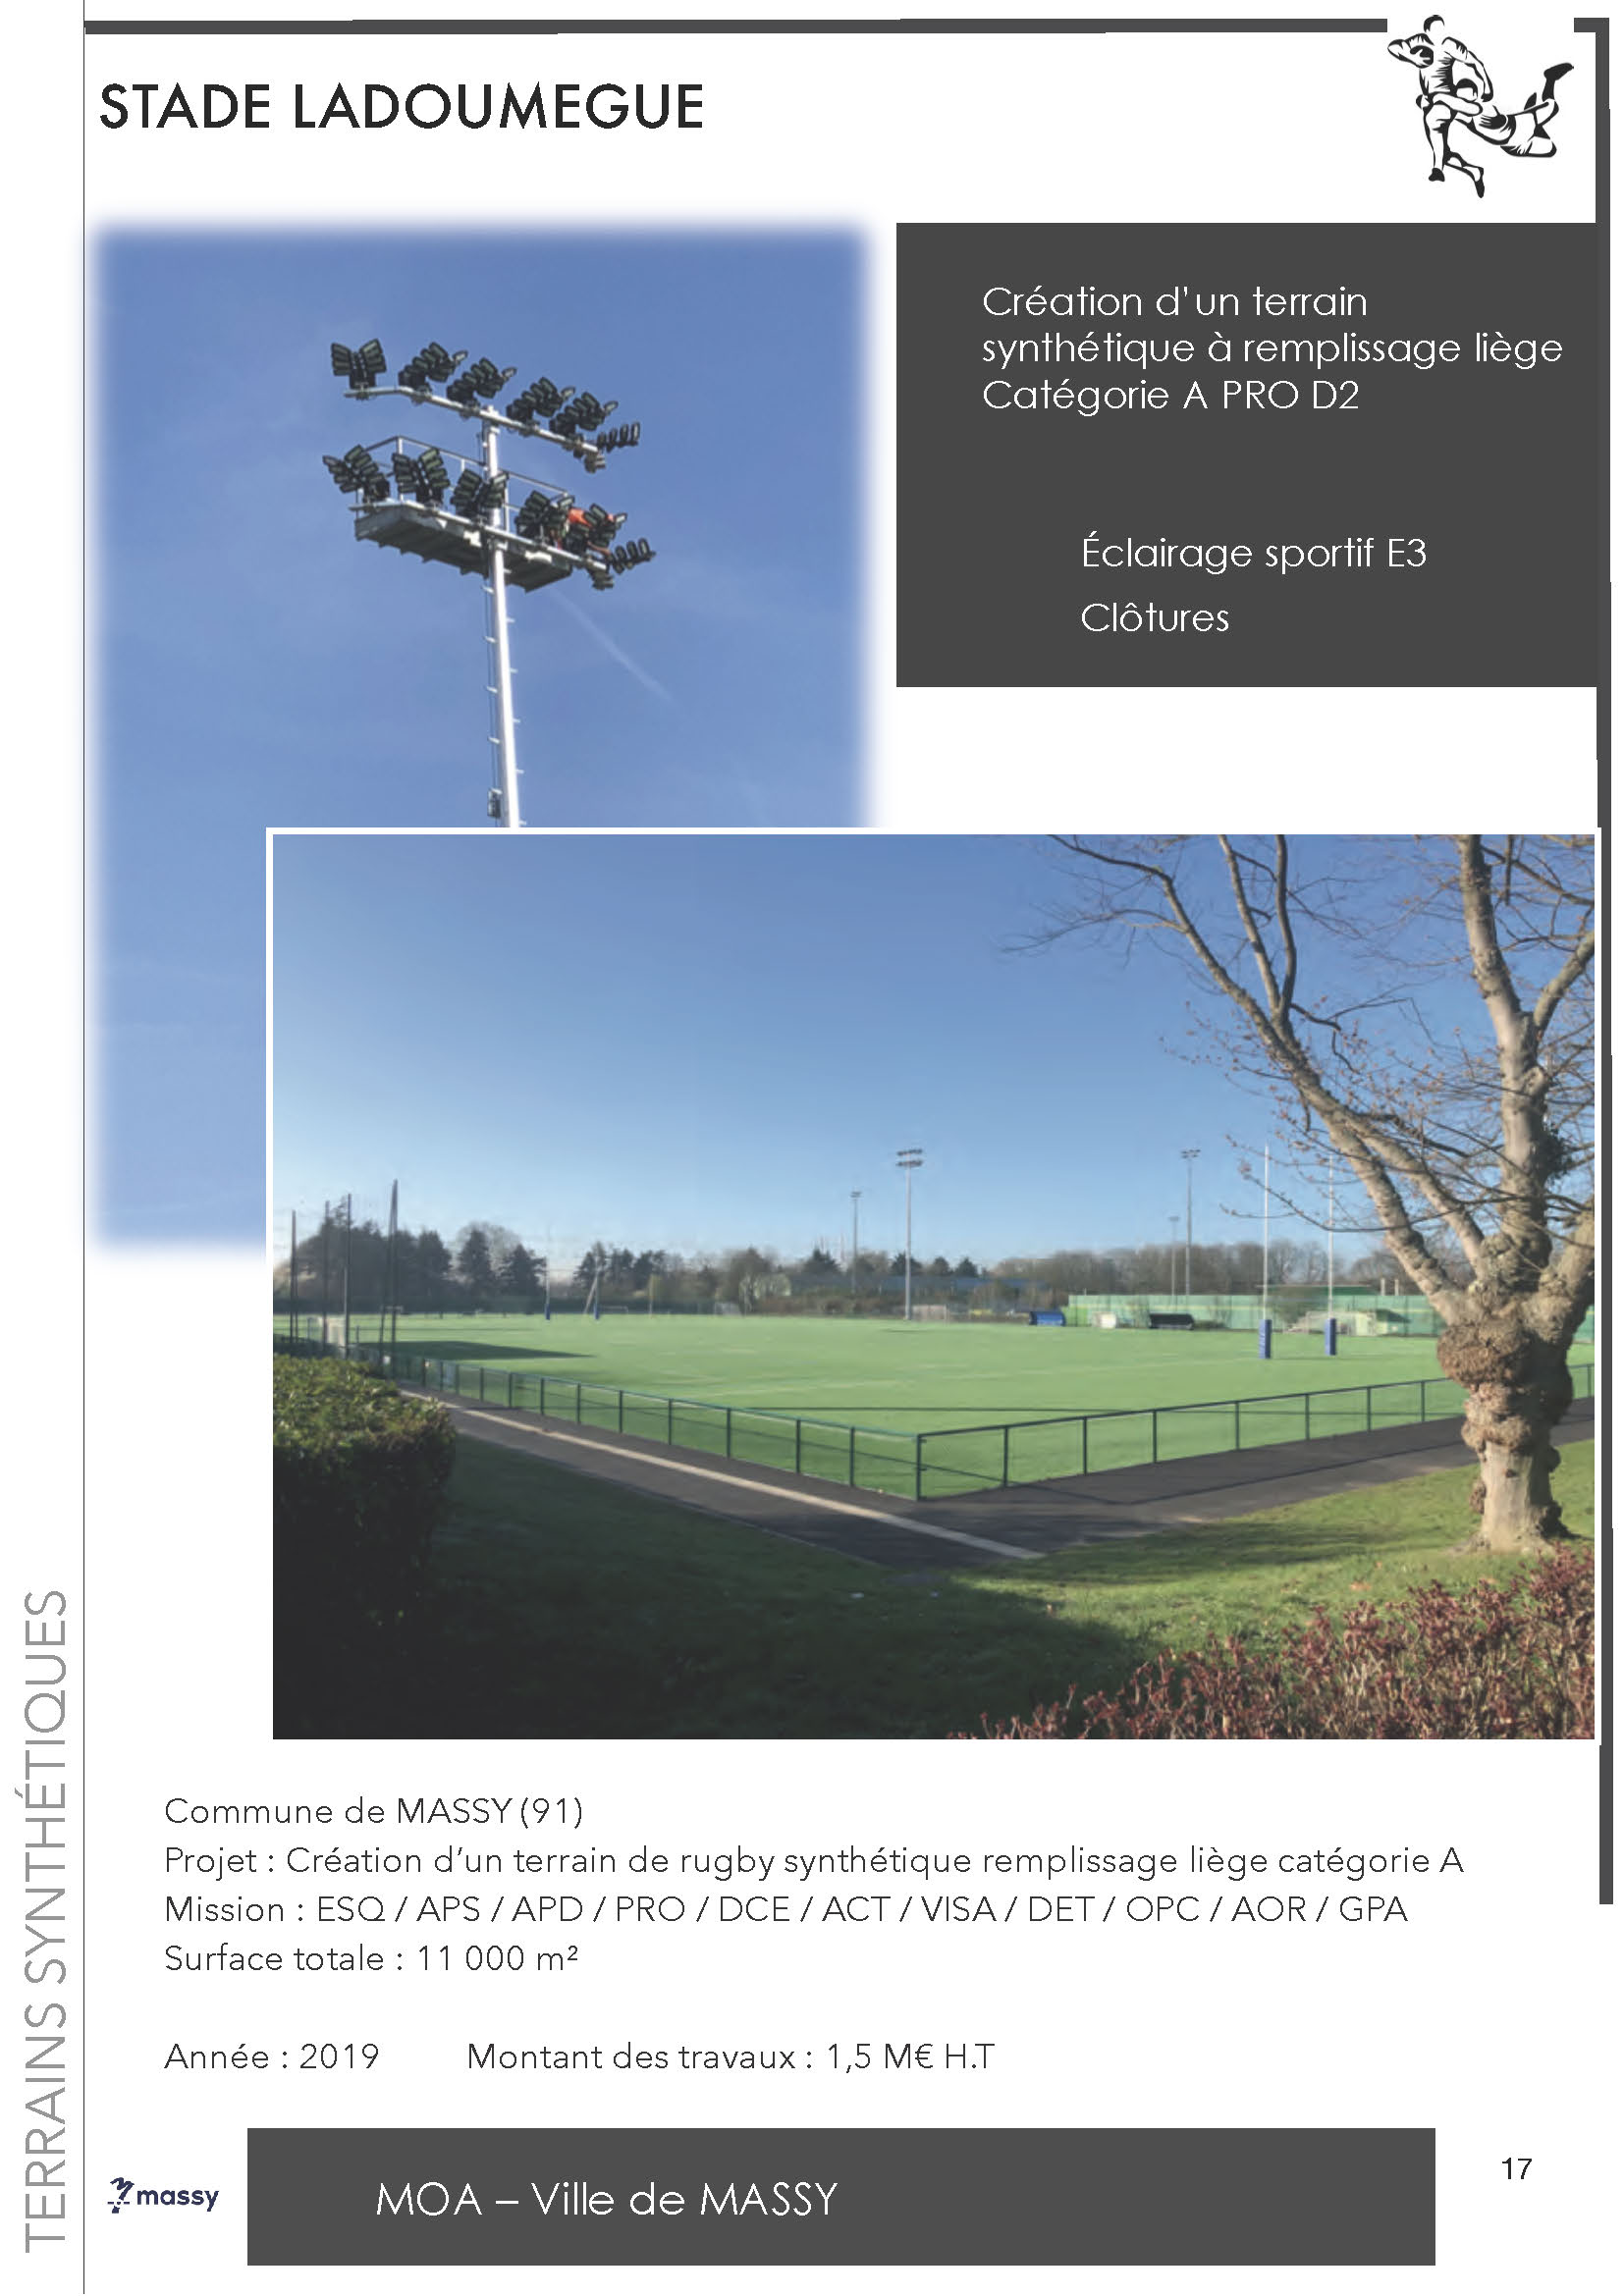 STADE LADOUMEGUE
Création d'un terrain
synthétique à remplissage liège
Catégorie A PRO D2
Éclairage sportif E3
Clôtures
TERRAINS SYNTHÉTIQUES
Commune de MASSY (91)
Projet : Création d'un terrain de rugby synthétique remplissage liège catégorie A
Mission : ESQ / APS / APD / PRO / DCE / ACT / VISA / DET / OPC / AOR / GPA
Surface totale : 11 000 m²
Année : 2019 Montant des travaux : 1,5 M€ H.T
massy
MOA – Ville de MASSY
17